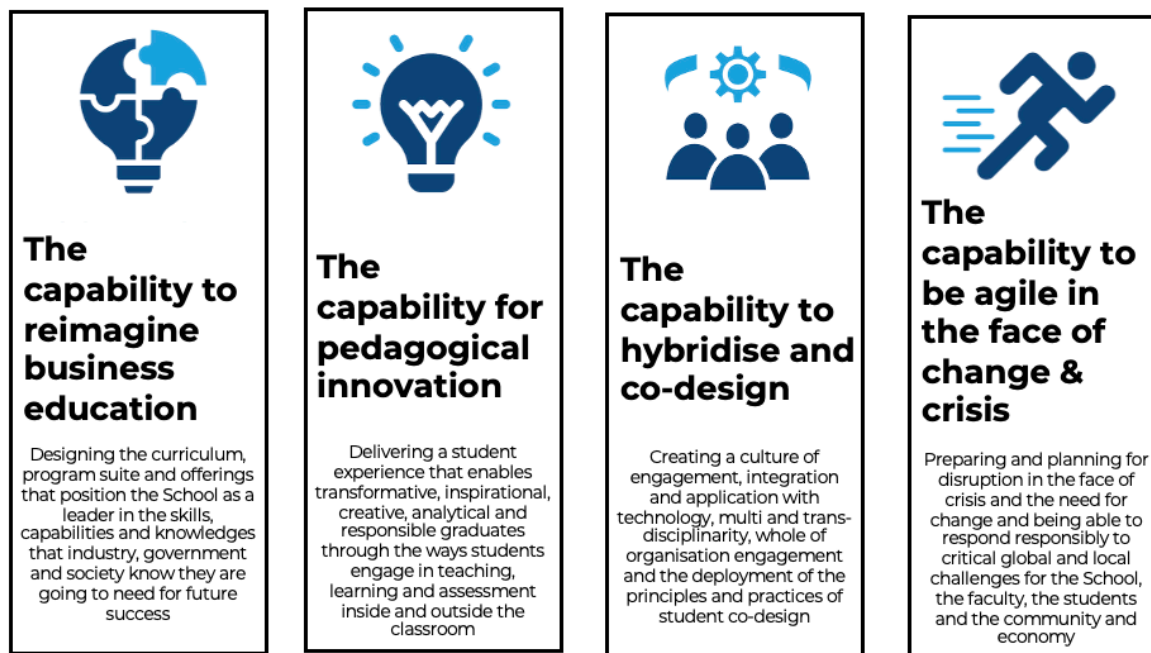 The
capability to
reimagine
business
education
Designing the curriculum,
program suite and offerings
that position the School as a
leader in the skills,
capabilities and knowledges
that industry, government
and society know they are
going to need for future
success
The
capability for
pedagogical
innovation
Delivering a student
experience that enables
transformative, inspirational,
creative, analytical and
responsible graduates
through the ways students
engage in teaching,
learning and assessment
inside and outside the
classroom
The
capability to
hybridise and
co-design
Creating a culture of
engagement, integration
and application with
technology, multi and trans-
disciplinarity, whole of
organisation engagement
and the deployment of the
principles and practices of
student co-design
The
capability to
be agile in
the face of
change &
crisis
Preparing and planning for
disruption in the face of
crisis and the need for
change and being able to
respond responsibly to
critical global and local
challenges for the School,
the faculty, the students
and the community and
economy